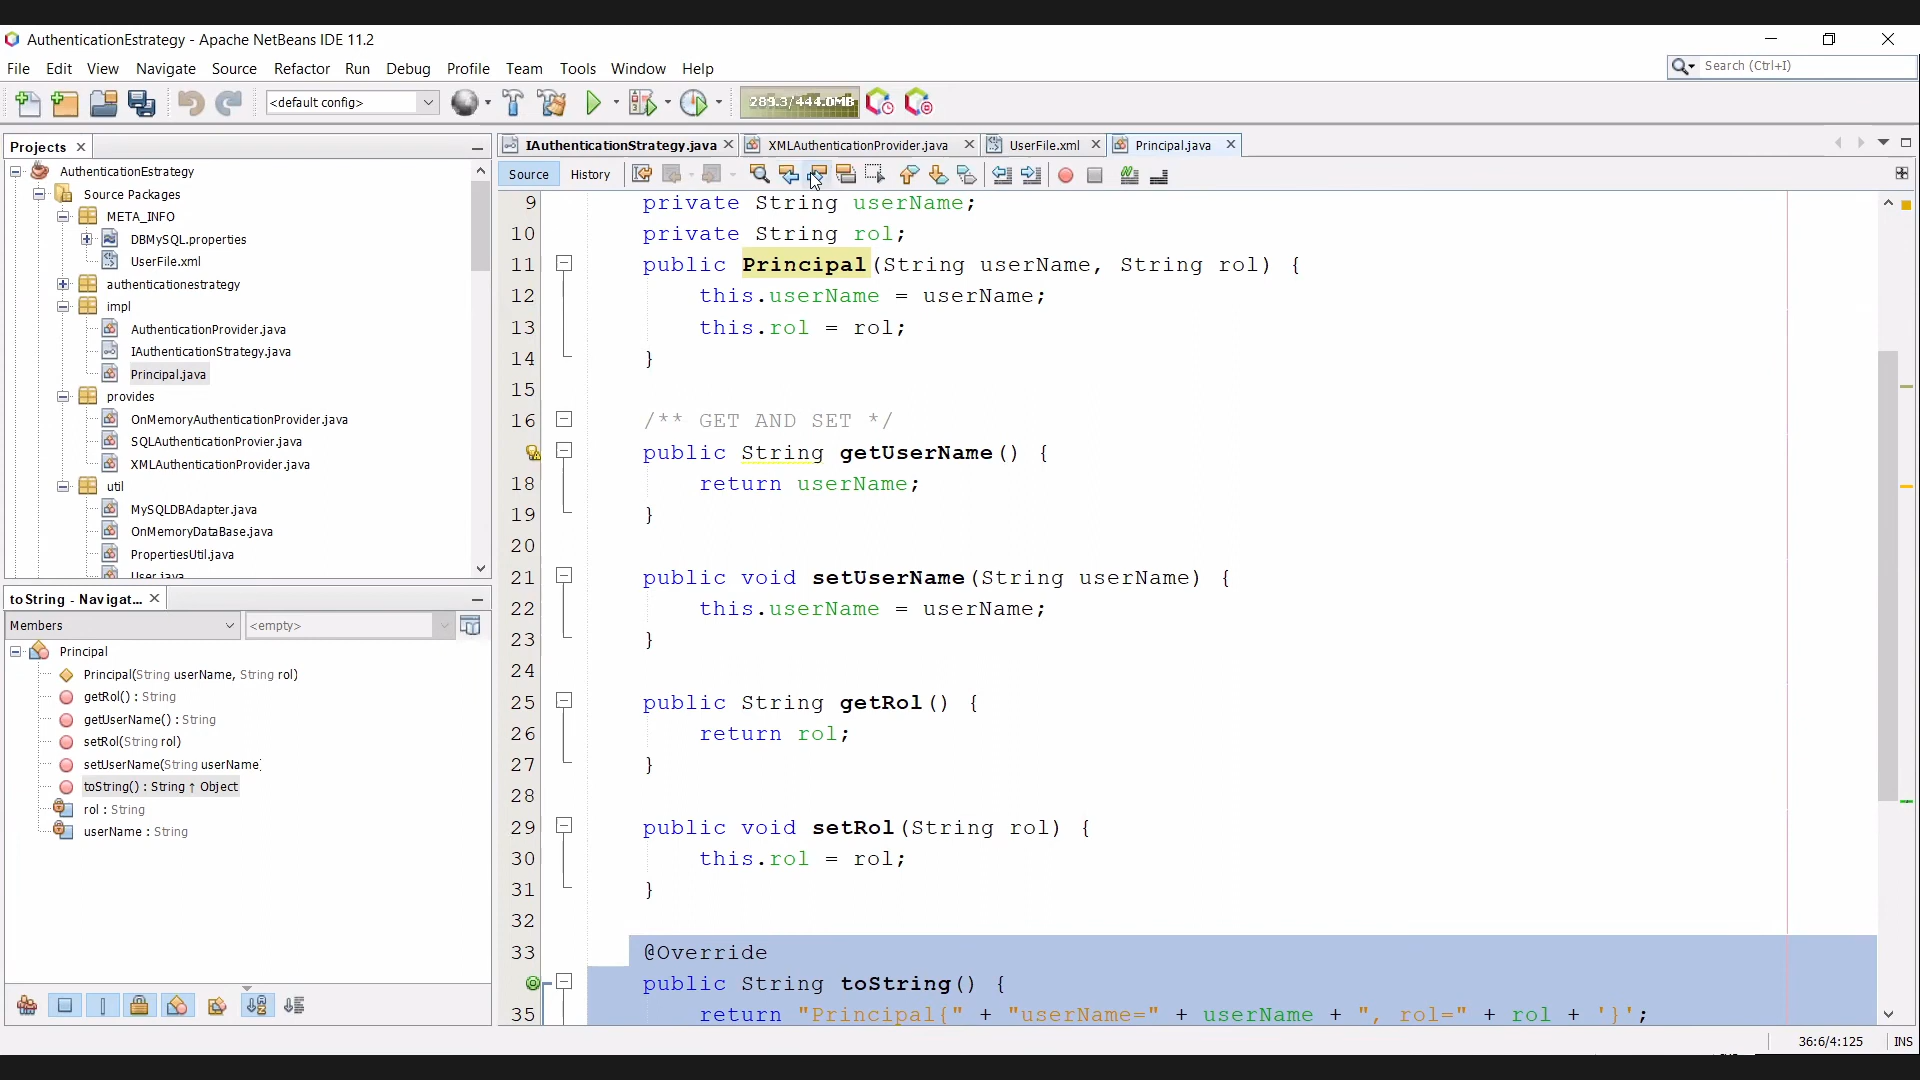 AuthenticationEstrategy - Apache NetBeans IDE 11.2
File Edit View Navigate Source Refactor Run Debug Profile Team Tools Window Help
Search (Ctrl+I)
<default config>
289.3/444.0MB
Projects
AuthenticationEstrategy
Source Packages
META_INFO
DBMySQL.properties
UserFile.xml
authenticationestrategy
impl
AuthenticationProvider.java
IAuthenticationStrategy.java
Principal.java
provides
OnMemoryAuthenticationProvider.java
SQLAuthenticationProvier.java
XMLAuthenticationProvider.java
util
MySQLDBAdapter.java
OnMemoryDataBase.java
PropertiesUtil.java
User.java
toString - Navigat...
Members
<empty>
Principal
Principal(String userName, String rol)
getRol() : String
getUserName() : String
setRol(String rol)
setUserName(String userName)
toString() : String ↑ Object
rol : String
userName : String
IAuthenticationStrategy.java XMLAuthenticationProvider.java UserFile.xml Principal.java
Source History
9 private String userName;
10 private String rol;
11 public Principal(String userName, String rol) {
12 this.userName = userName;
13 this.rol = rol;
14 }
15
16 /** GET AND SET */
public String getUserName() {
18 return userName;
19 }
20
21 public void setUserName(String userName) {
22 this.userName = userName;
23 }
24
25 public String getRol() {
26 return rol;
27 }
28
29 public void setRol(String rol) {
30 this.rol = rol;
31 }
32
33 @Override
public String toString() {
35 return "Principal{" + "userName=" + userName + ", rol=" + rol + '}';
36:6/4:125 INS